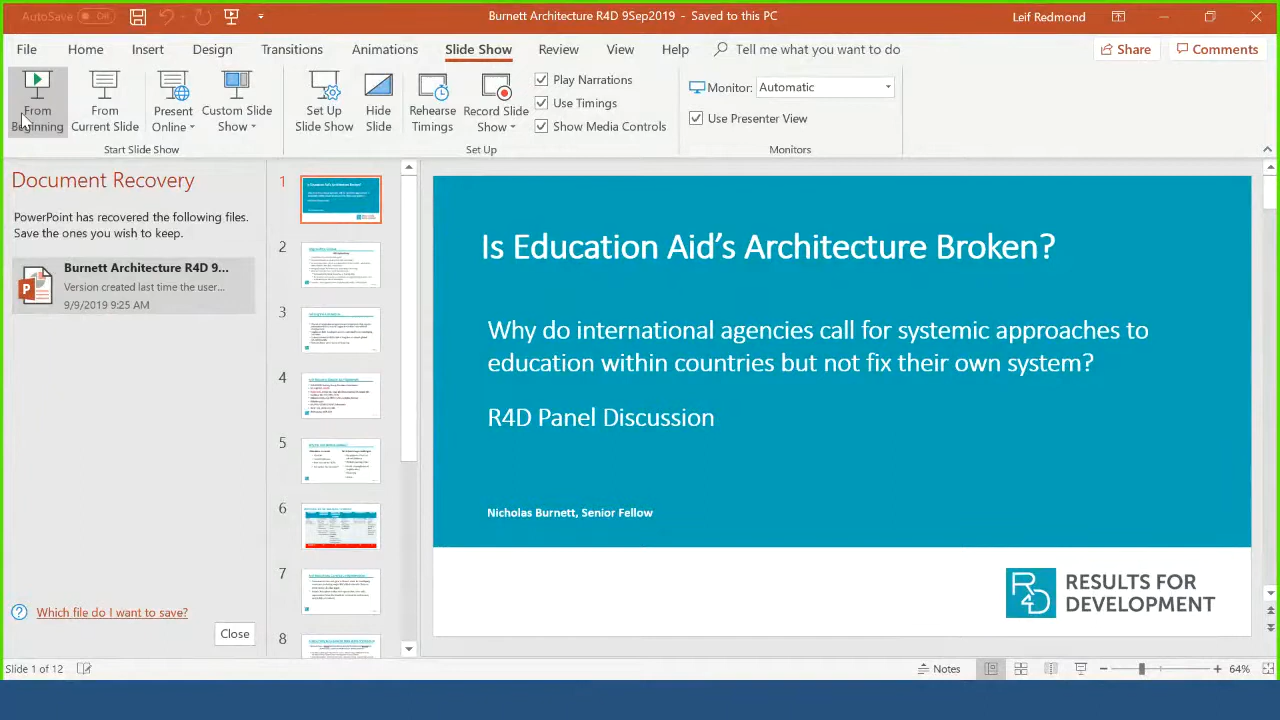 AutoSave Off
Burnett Architecture R4D 9Sep2019 - Saved to this PC
Leif Redmond
File Home Insert Design Transitions Animations Slide Show Review View Help Tell me what you want to do
Share Comments
From Beginning
From Current Slide
Present Online
Custom Slide Show
Start Slide Show
Set Up Slide Show
Hide Slide
Rehearse Timings
Record Slide Show
Play Narrations
Use Timings
Show Media Controls
Set Up
Monitor: Automatic
Use Presenter View
Monitors
Document Recovery
PowerPoint has recovered the following files.
Save the ones you wish to keep.
Burnett Architecture R4D 9...
Version created last time the user...
9/9/2019 9:25 AM
Which file do I want to save?
Close
1
2
3
4
5
6
7
8
Is Education Aid's Architecture Broken?
Why do international agencies call for systemic approaches to
education within countries but not fix their own system?
R4D Panel Discussion
Nicholas Burnett, Senior Fellow
R4D
RESULTS FOR
DEVELOPMENT
Slide 1 of 12
Notes
64%